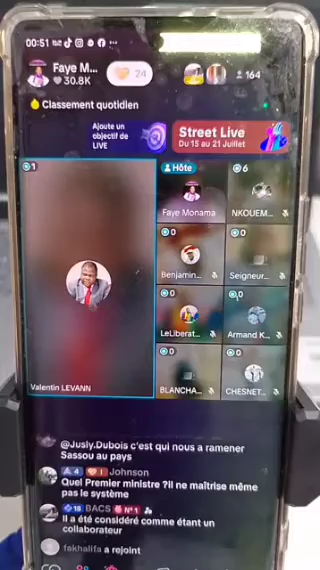 00:51
Faye M...
30.8K
24
164
Classement quotidien
Ajoute un
objectif de
LIVE
Street Live
Du 15 au 21 Juillet
1
Hôte
Faye Monama
6
NKOUEM...
0
Benjamin...
0
Seigneur...
0
LeLiberat...
0
Armand K...
0
BLANCHA...
0
CHESNET...
Valentin LEVANN
@Jusly.Dubois c'est qui nous a ramener
Sassou au pays
4 1 Johnson
Quel Premier ministre ?il ne maîtrise même
pas le système
18 BACS N°1
Il a été considéré comme étant un
collaborateur
fakhalifa a rejoint